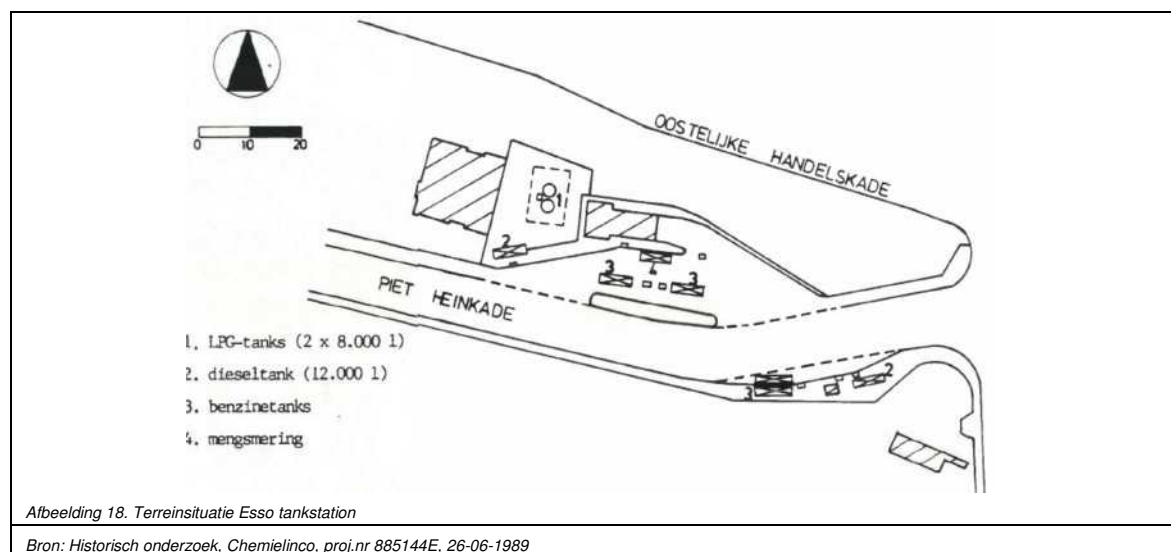 OOSTELIJKE HANDELSKADE
0 10 20
1
2
4
3
3
PIET HEINKADE
3
2
1. LPG-tanks (2 x 8.000 l)
2. dieseltank (12.000 l)
3. benzinetanks
4. mengsmering
Afbeelding 18. Terreinsituatie Esso tankstation
Bron: Historisch onderzoek, Chemielinco, proj.nr 885144E, 26-06-1989